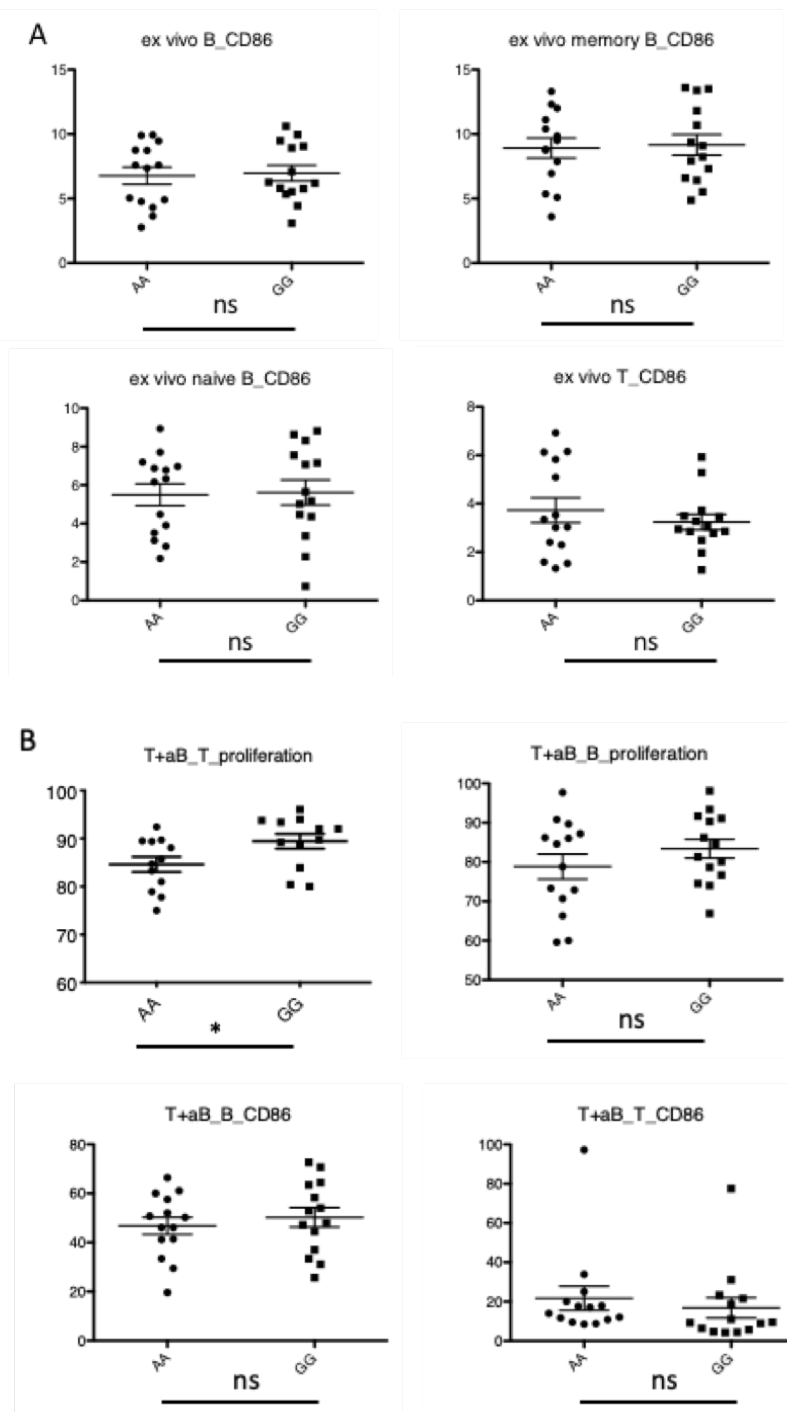 A
ex vivo B_CD86
15
10
5
0
AA
GG
ns
ex vivo memory B_CD86
15
10
5
0
AA
GG
ns
ex vivo naive B_CD86
10
8
6
4
2
0
AA
GG
ns
ex vivo T_CD86
8
6
4
2
0
AA
GG
ns
B
T+aB_T_proliferation
100
90
80
70
60
AA
GG
*
T+aB_B_proliferation
100
90
80
70
60
50
AA
GG
ns
T+aB_B_CD86
80
60
40
20
0
AA
GG
ns
T+aB_T_CD86
100
80
60
40
20
0
AA
GG
ns